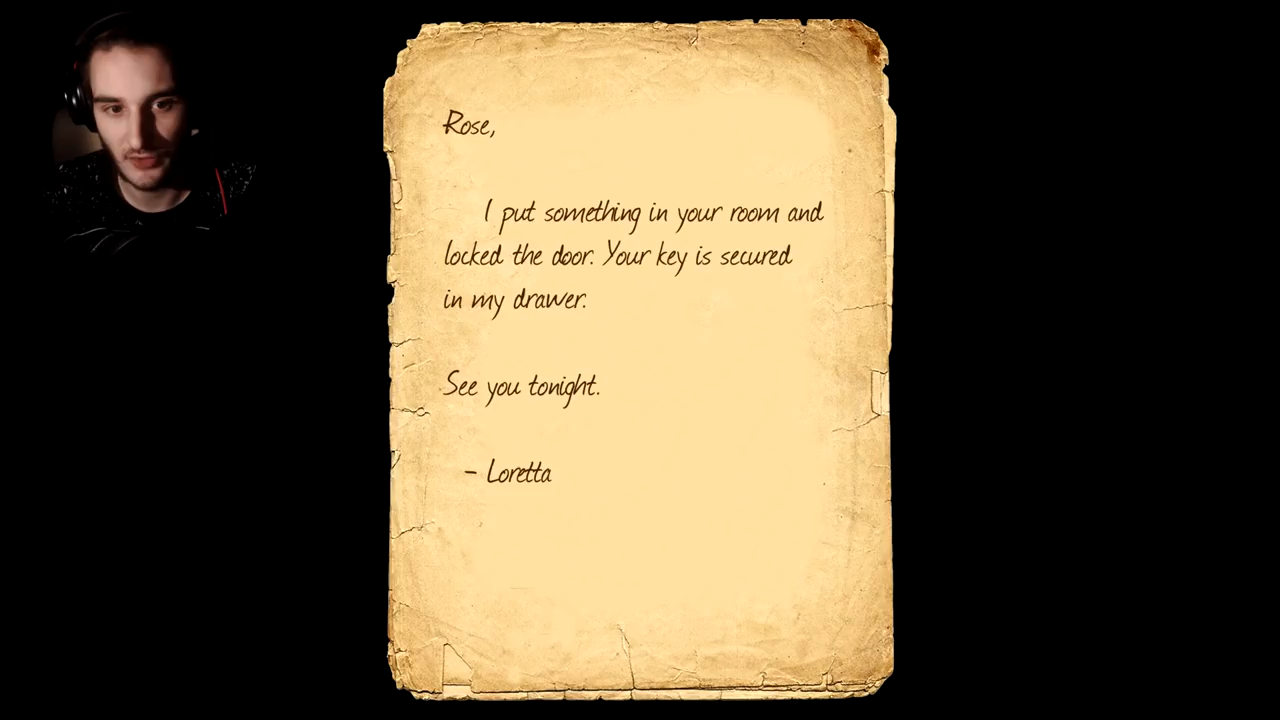 Rose,
I put something in your room and
locked the door. Your key is secured
in my drawer.
See you tonight.
- Loretta